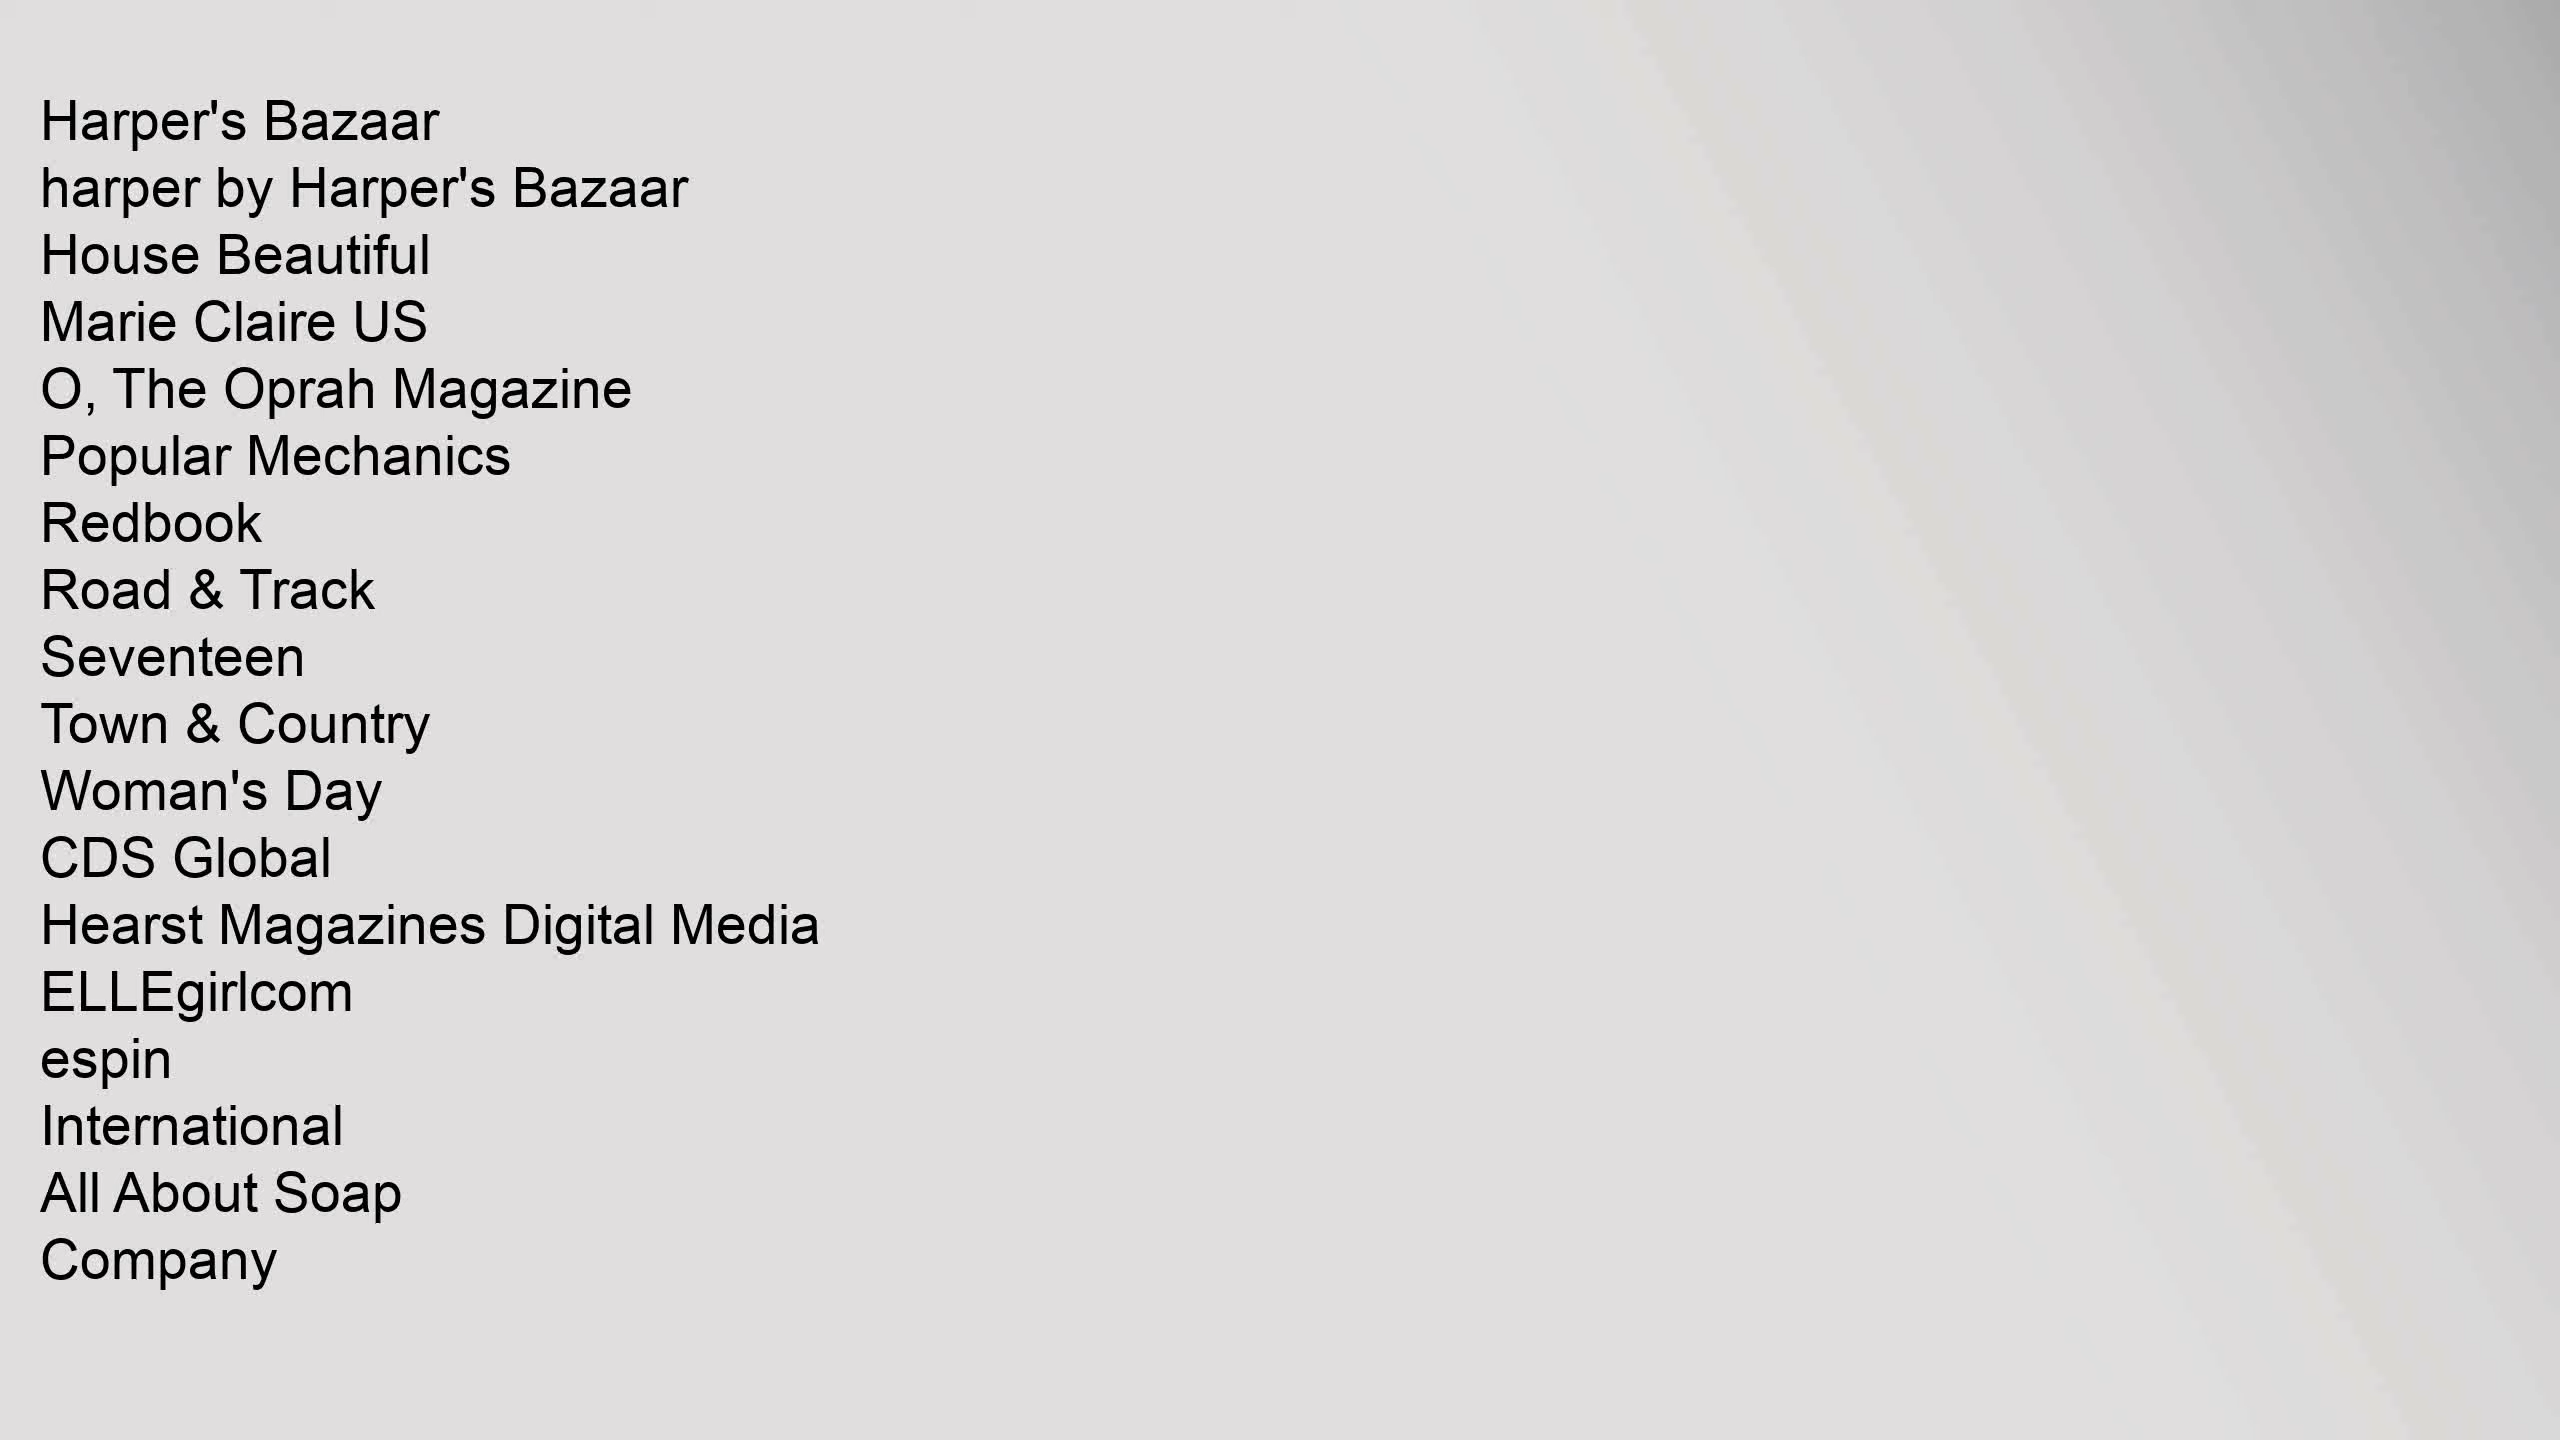 Harper's Bazaar
harper by Harper's Bazaar
House Beautiful
Marie Claire US
O, The Oprah Magazine
Popular Mechanics
Redbook
Road & Track
Seventeen
Town & Country
Woman's Day
CDS Global
Hearst Magazines Digital Media
ELLEgirlcom
espin
International
All About Soap
Company